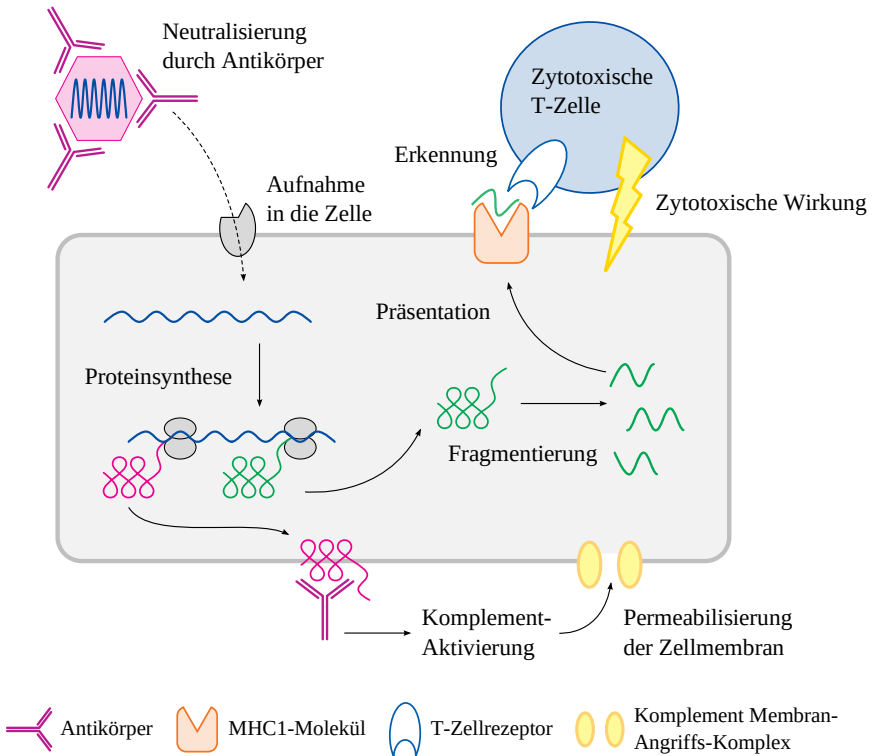 Neutralisierung
durch Antikörper
Zytotoxische
T-Zelle
Erkennung
Aufnahme
in die Zelle
Zytotoxische Wirkung
Präsentation
Proteinsynthese
Fragmentierung
Komplement-
Aktivierung
Permeabilisierung
der Zellmembran
Antikörper
MHC1-Molekül
T-Zellrezeptor
Komplement Membran-
Angriffs-Komplex